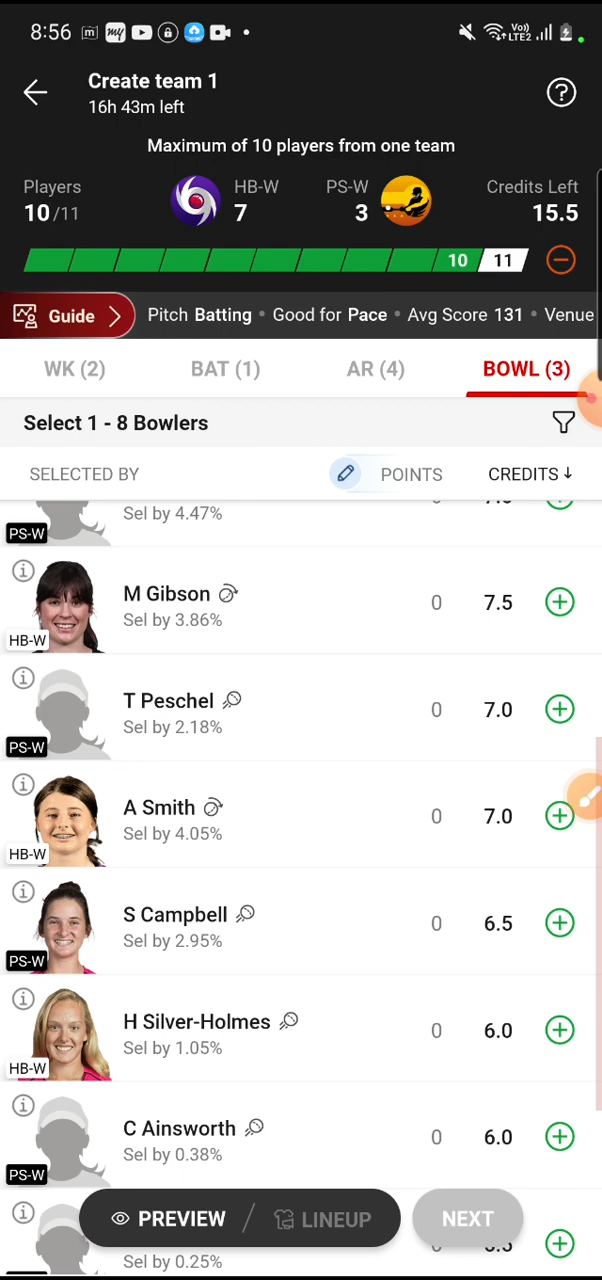 8:56
Vo)) LTE2
Create team 1
16h 43m left
Maximum of 10 players from one team
Players HB-W PS-W Credits Left
10/11 7 3 15.5
10 11
Guide Pitch Batting • Good for Pace • Avg Score 131 • Venue
WK (2) BAT (1) AR (4) BOWL (3)
Select 1 - 8 Bowlers
SELECTED BY POINTS CREDITS ↓
PS-W Sel by 4.47%
M Gibson
Sel by 3.86%
0 7.5
HB-W
T Peschel
Sel by 2.18%
0 7.0
PS-W
A Smith
Sel by 4.05%
0 7.0
HB-W
S Campbell
Sel by 2.95%
0 6.5
PS-W
H Silver-Holmes
Sel by 1.05%
0 6.0
HB-W
C Ainsworth
Sel by 0.38%
0 6.0
PS-W
PREVIEW / LINEUP NEXT
Sel by 0.25%